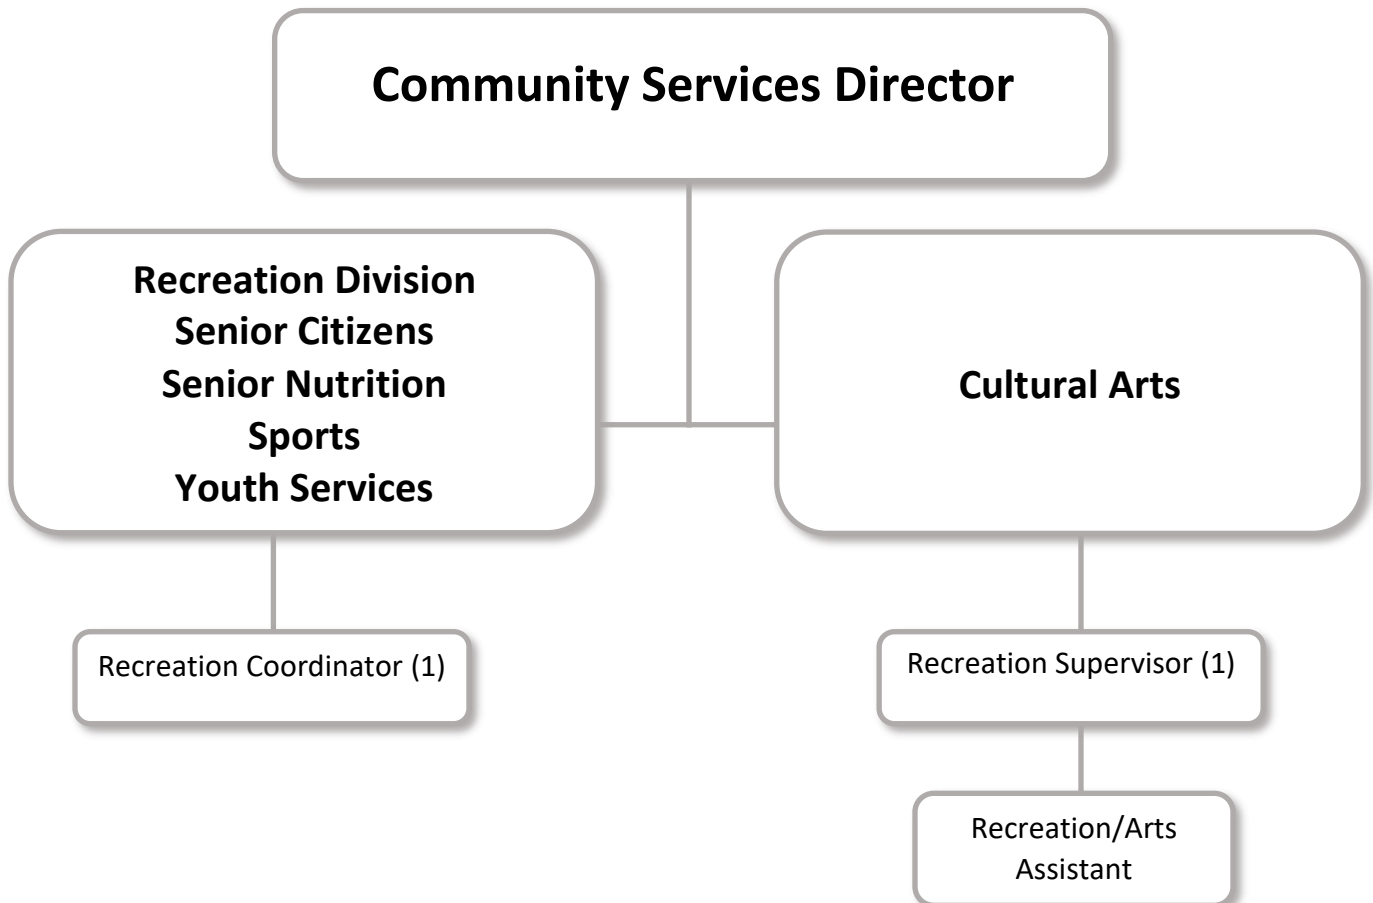 Community Services Director
Recreation Division
Senior Citizens
Senior Nutrition
Sports
Youth Services
Cultural Arts
Recreation Coordinator (1)
Recreation Supervisor (1)
Recreation/Arts
Assistant